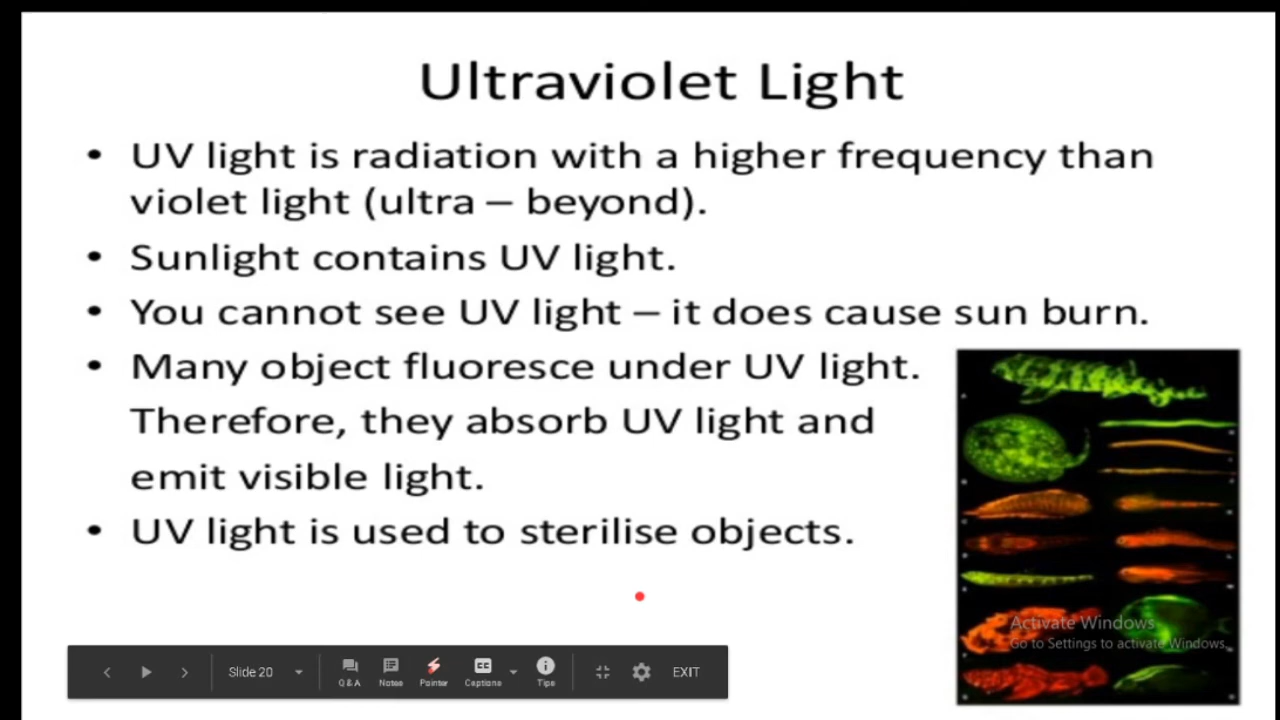 Ultraviolet Light
• UV light is radiation with a higher frequency than
violet light (ultra – beyond).
• Sunlight contains UV light.
• You cannot see UV light – it does cause sun burn.
• Many object fluoresce under UV light.
Therefore, they absorb UV light and
emit visible light.
• UV light is used to sterilise objects.
Activate Windows
Go to Settings to activate Windows.
Slide 20
Q & A
Notes
Pointer
Captions
Tips
EXIT